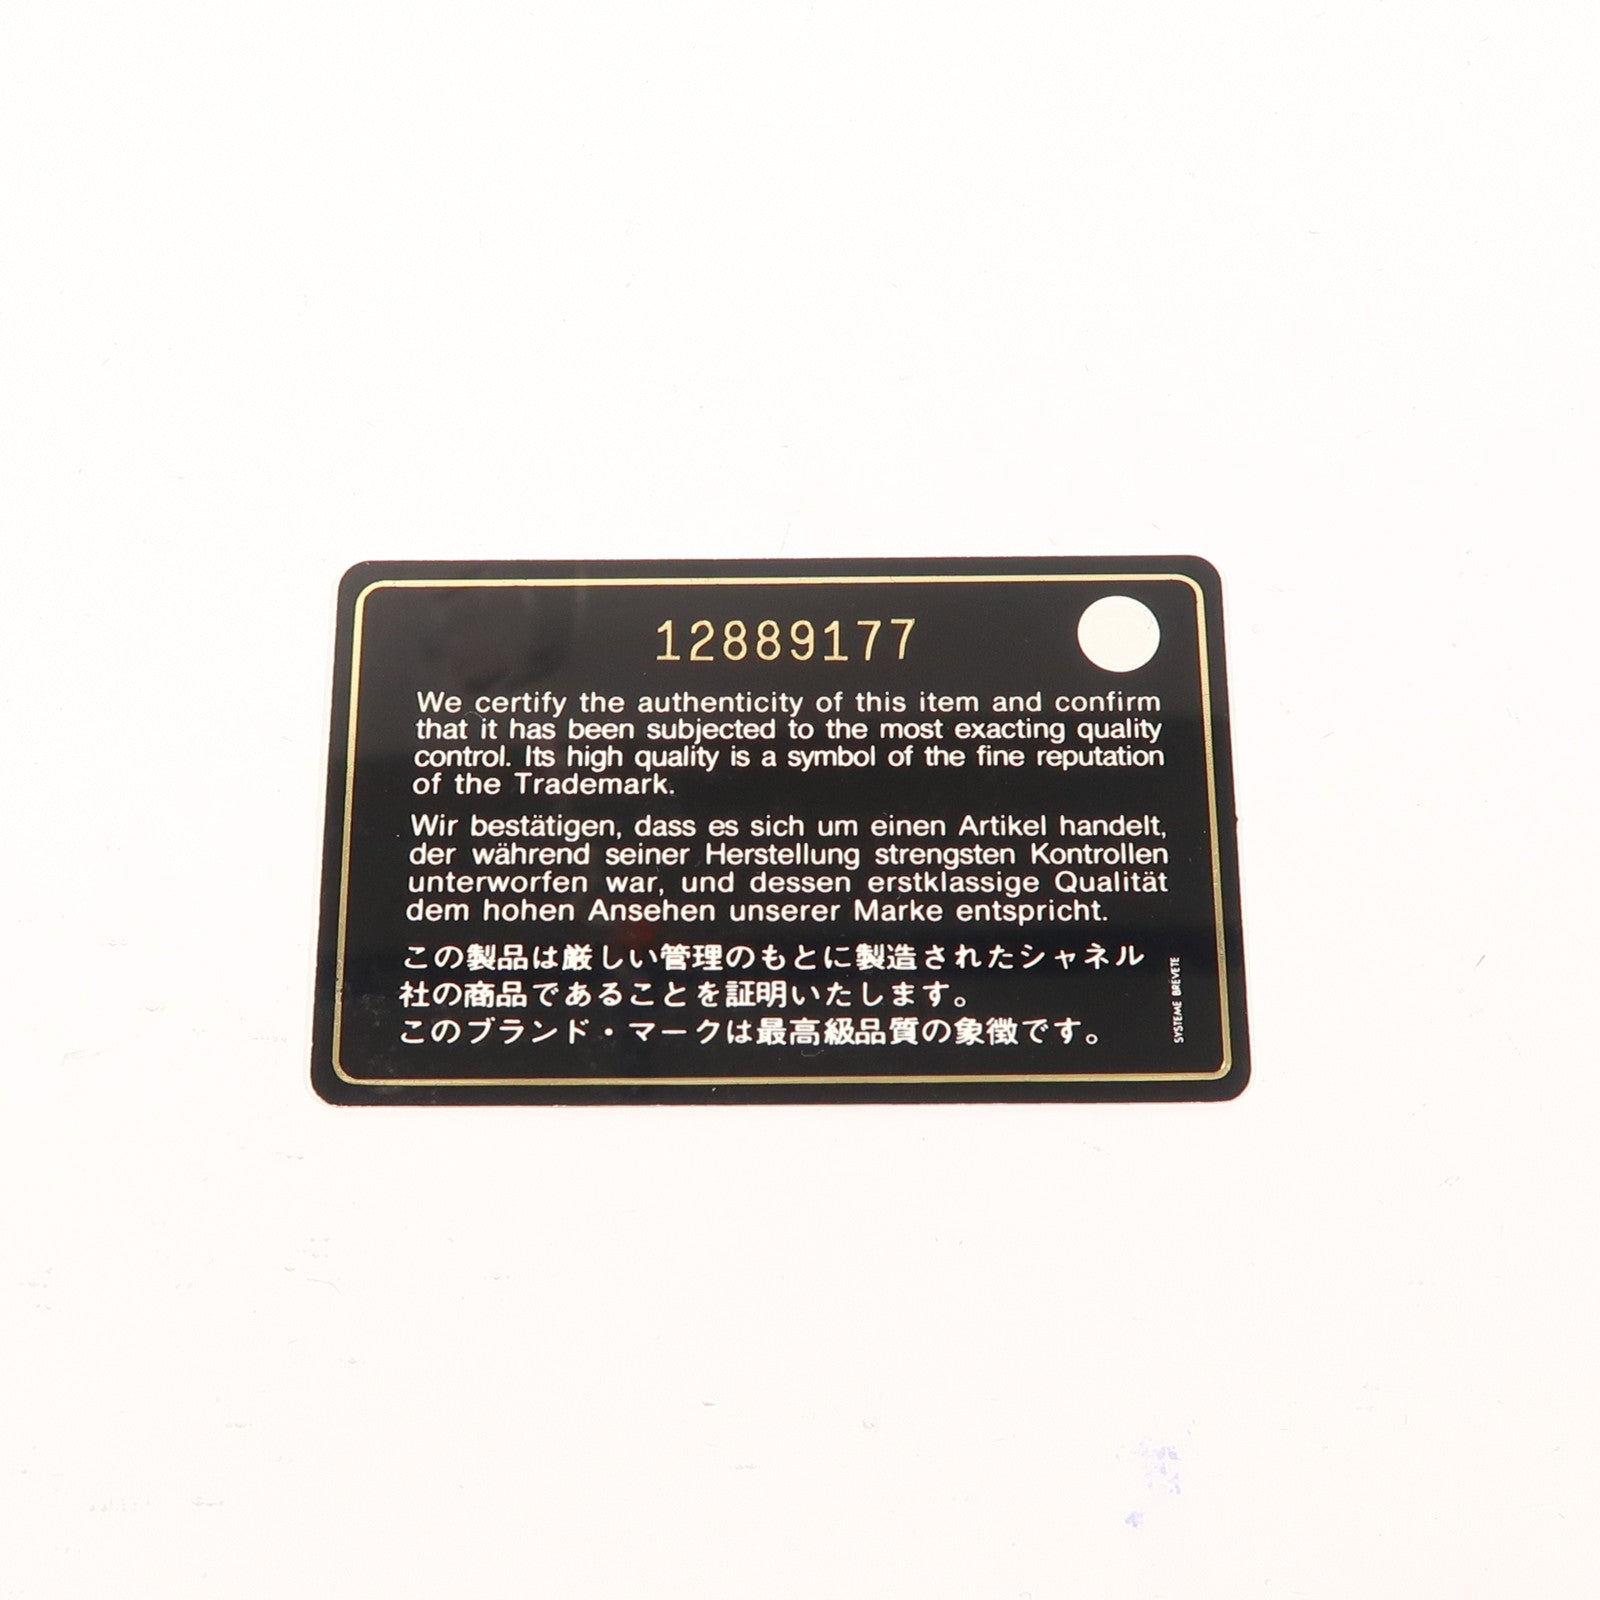 12889177
We certify the authenticity of this item and confirm
that it has been subjected to the most exacting quality
control. Its high quality is a symbol of the fine reputation
of the Trademark.
Wir bestätigen, dass es sich um einen Artikel handelt,
der während seiner Herstellung strengsten Kontrollen
unterworfen war, und dessen erstklassige Qualität
dem hohen Ansehen unserer Marke entspricht.
この製品は厳しい管理のもとに製造されたシャネル
社の商品であることを証明いたします。
このブランド・マークは最高級品質の象徴です。
SYSTEME BREVETE